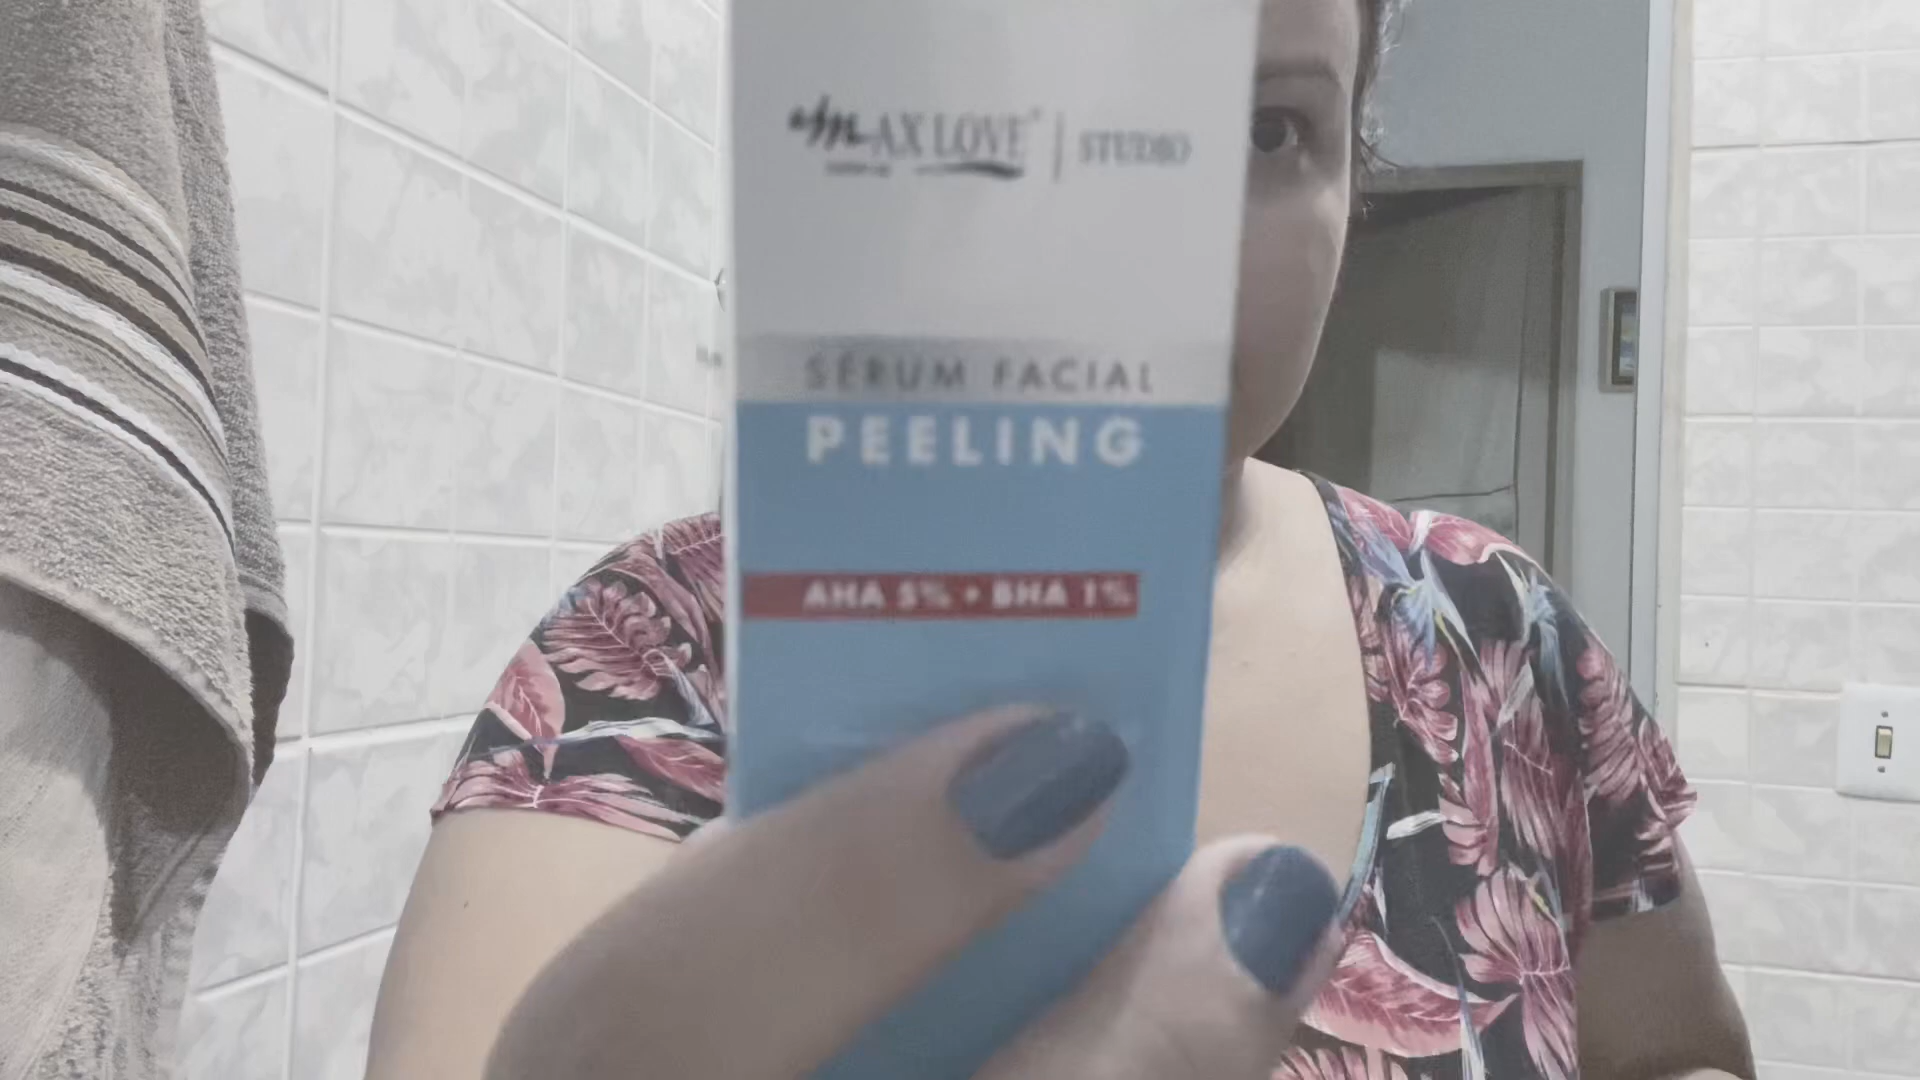 MAX LOVE | STUDIO
SÉRUM FACIAL
PEELING
AHA 5% • BHA 1%